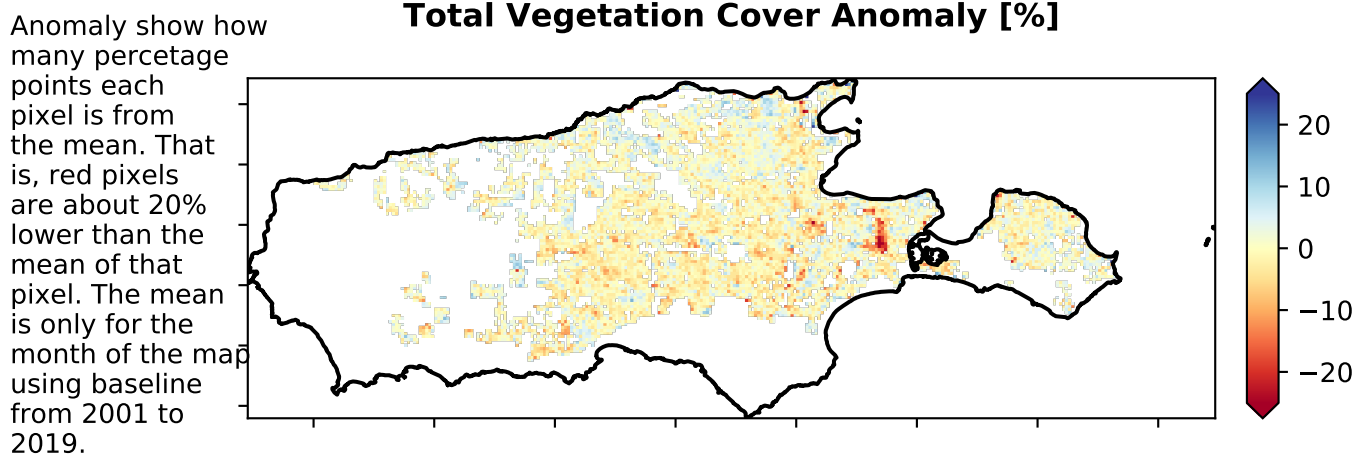 Total Vegetation Cover Anomaly [%]
Anomaly show how
many percetage
points each
pixel is from
the mean. That
is, red pixels
are about 20%
lower than the
mean of that
pixel. The mean
is only for the
month of the map
using baseline
from 2001 to
2019.
20
10
0
−10
−20